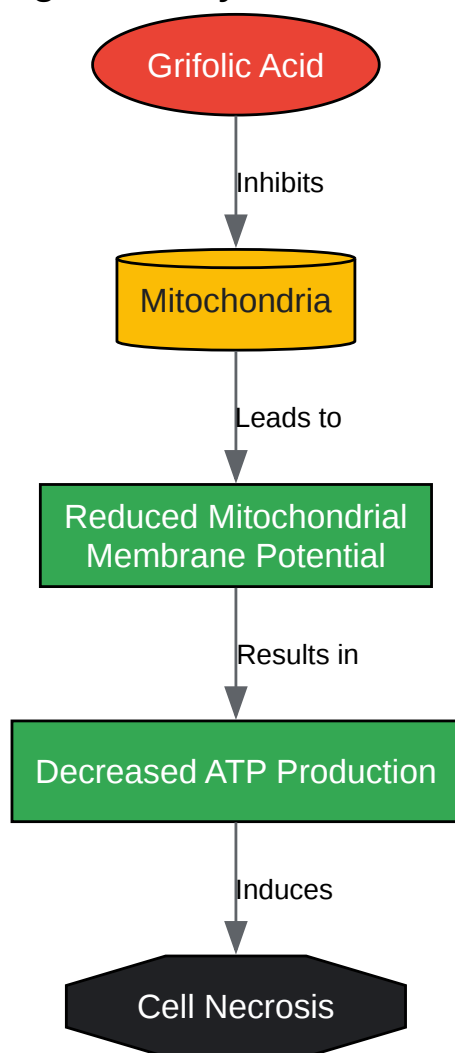 Grifolic Acid
Inhibits
Mitochondria
Leads to
Reduced Mitochondrial
Membrane Potential
Results in
Decreased ATP Production
Induces
Cell Necrosis